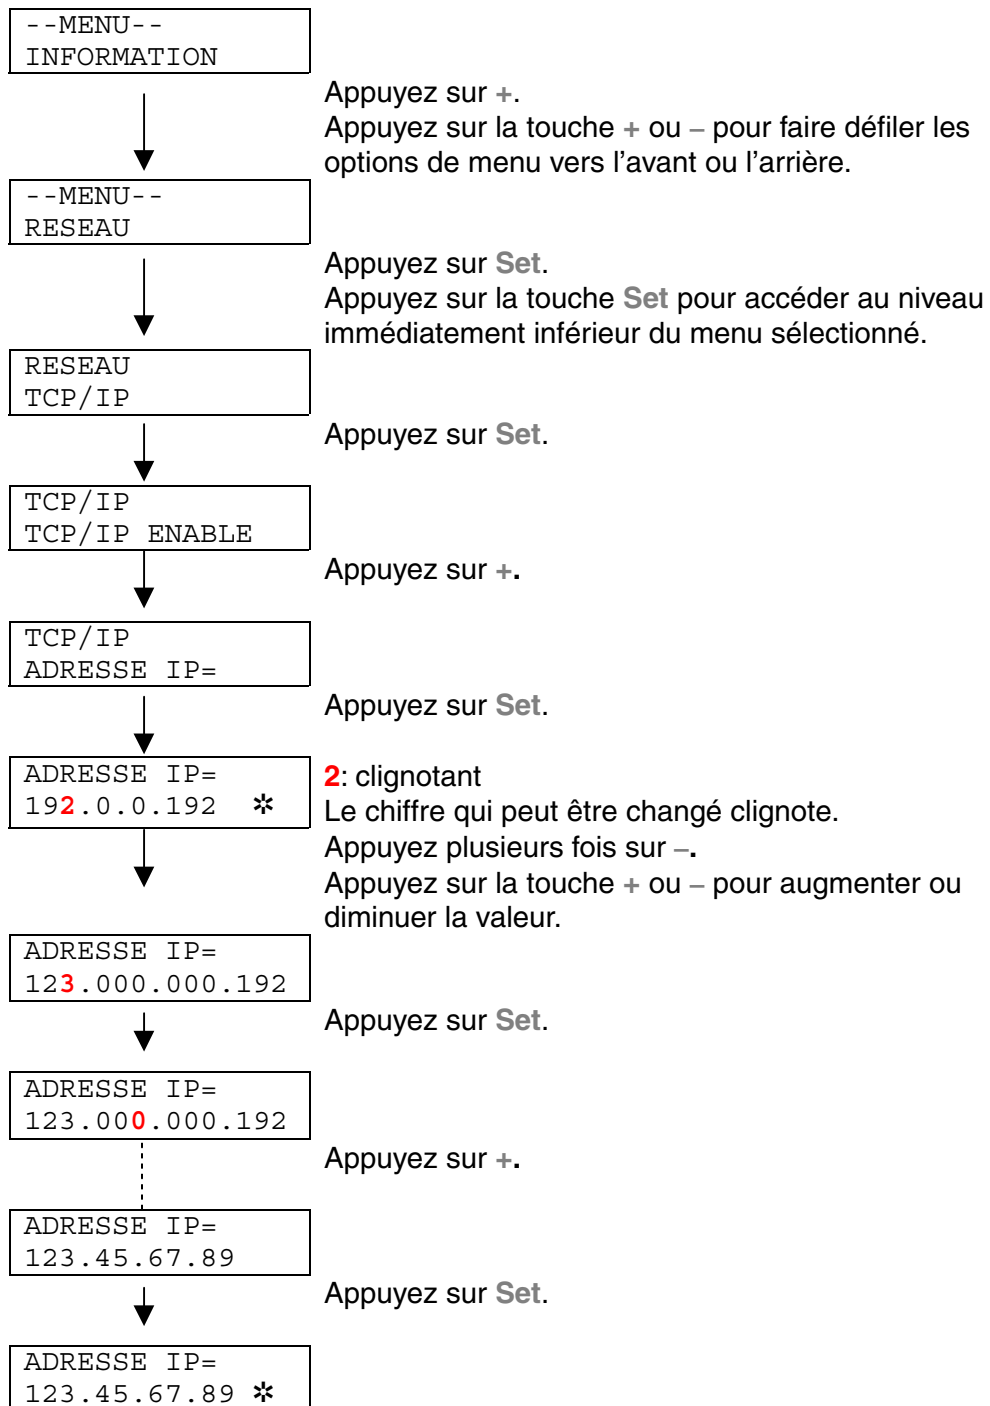 --MENU--
INFORMATION
Appuyez sur +.
Appuyez sur la touche + ou – pour faire défiler les
options de menu vers l'avant ou l'arrière.
--MENU--
RESEAU
Appuyez sur Set.
Appuyez sur la touche Set pour accéder au niveau
immédiatement inférieur du menu sélectionné.
RESEAU
TCP/IP
Appuyez sur Set.
TCP/IP
TCP/IP ENABLE
Appuyez sur +.
TCP/IP
ADRESSE IP=
Appuyez sur Set.
ADRESSE IP=
192.0.0.192 ✲
2: clignotant
Le chiffre qui peut être changé clignote.
Appuyez plusieurs fois sur –.
Appuyez sur la touche + ou – pour augmenter ou
diminuer la valeur.
ADRESSE IP=
123.000.000.192
Appuyez sur Set.
ADRESSE IP=
123.000.000.192
Appuyez sur +.
ADRESSE IP=
123.45.67.89
Appuyez sur Set.
ADRESSE IP=
123.45.67.89 ✲